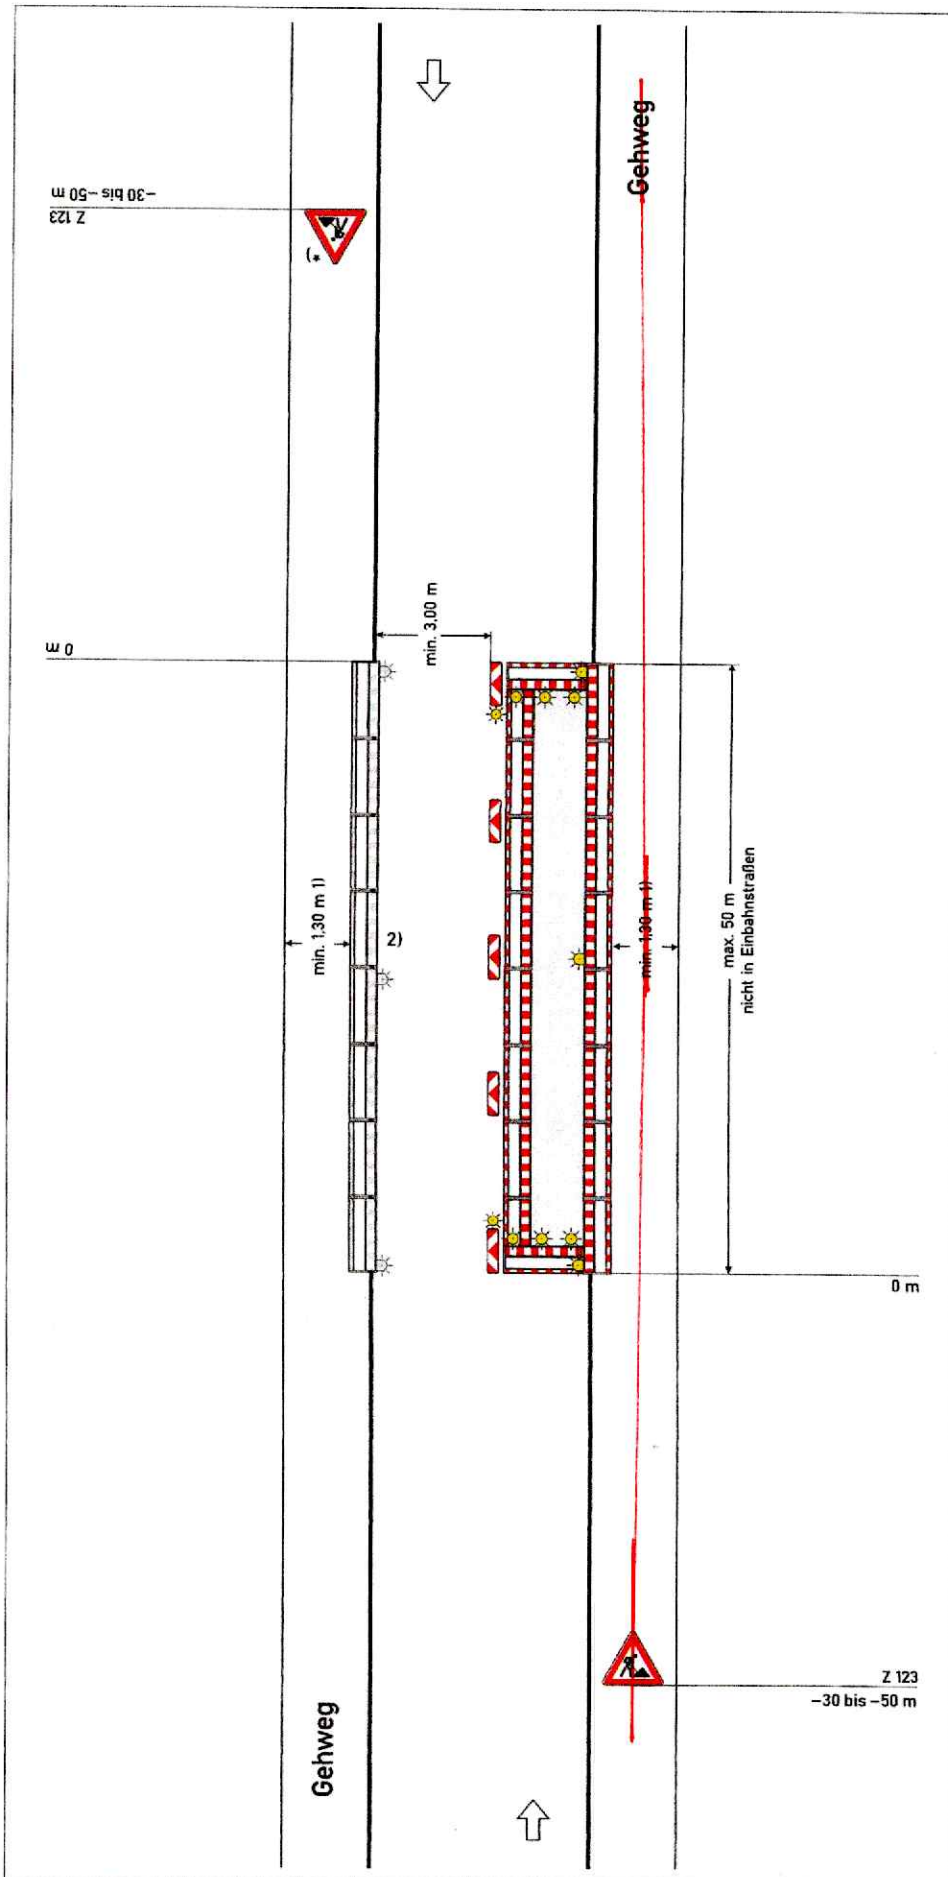 Gehweg
−30 bis −50 m
Z 123
*)
0 m
min. 3,00 m
min. 1,30 m 1)
2)
min. 1,30 m 1)
max. 50 m
nicht in Einbahnstraßen
0 m
Z 123
−30 bis −50 m
Gehweg